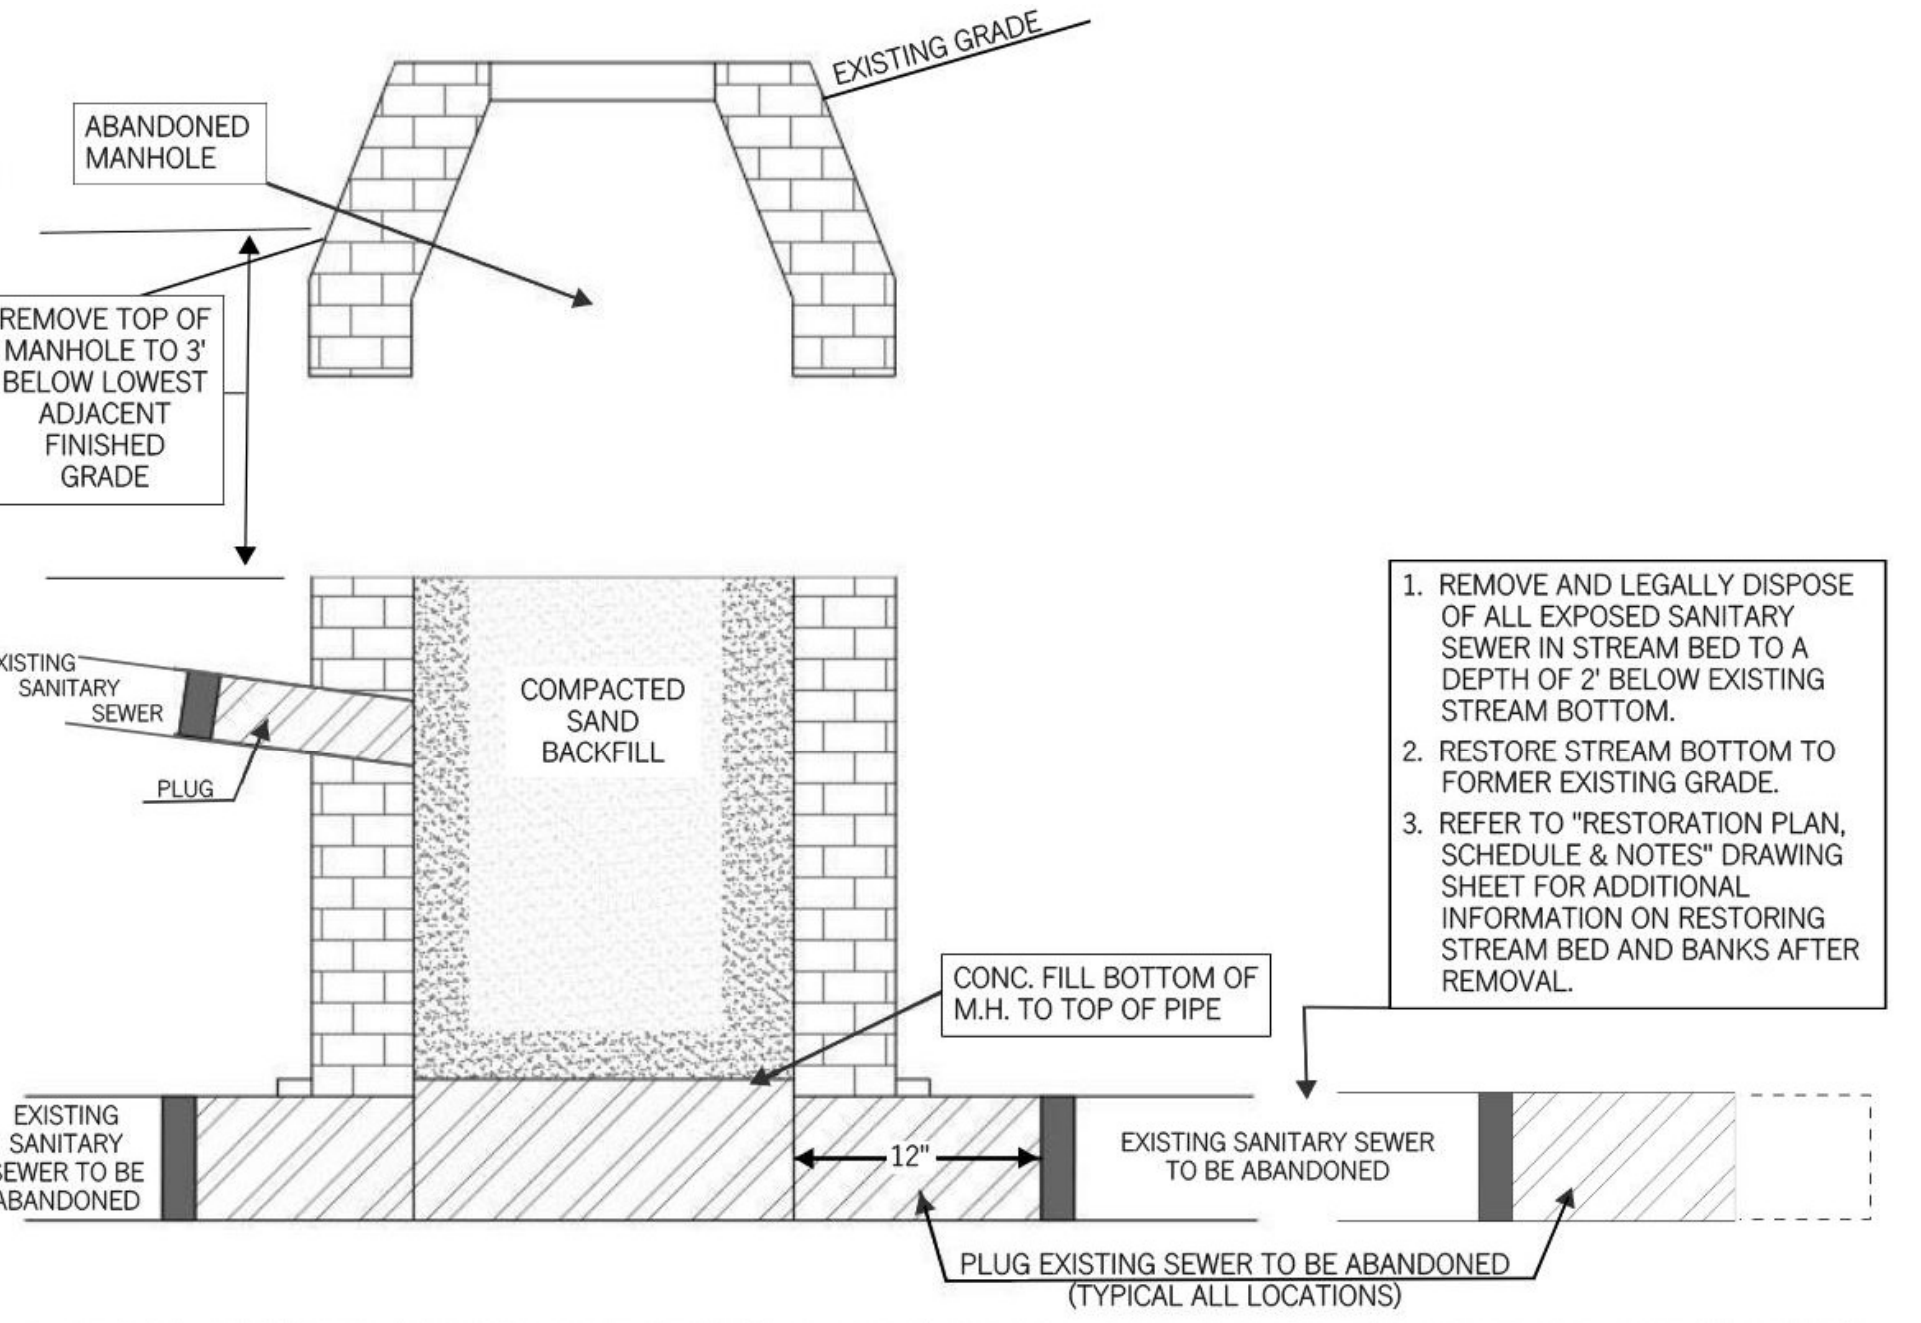 EXISTING GRADE
ABANDONED
MANHOLE
REMOVE TOP OF
MANHOLE TO 3'
BELOW LOWEST
ADJACENT
FINISHED
GRADE
XISTING
SANITARY
SEWER
PLUG
COMPACTED
SAND
BACKFILL
1. REMOVE AND LEGALLY DISPOSE
OF ALL EXPOSED SANITARY
SEWER IN STREAM BED TO A
DEPTH OF 2' BELOW EXISTING
STREAM BOTTOM.
2. RESTORE STREAM BOTTOM TO
FORMER EXISTING GRADE.
3. REFER TO "RESTORATION PLAN,
SCHEDULE & NOTES" DRAWING
SHEET FOR ADDITIONAL
INFORMATION ON RESTORING
STREAM BED AND BANKS AFTER
REMOVAL.
CONC. FILL BOTTOM OF
M.H. TO TOP OF PIPE
EXISTING
SANITARY
SEWER TO BE
ABANDONED
12"
EXISTING SANITARY SEWER
TO BE ABANDONED
PLUG EXISTING SEWER TO BE ABANDONED
(TYPICAL ALL LOCATIONS)